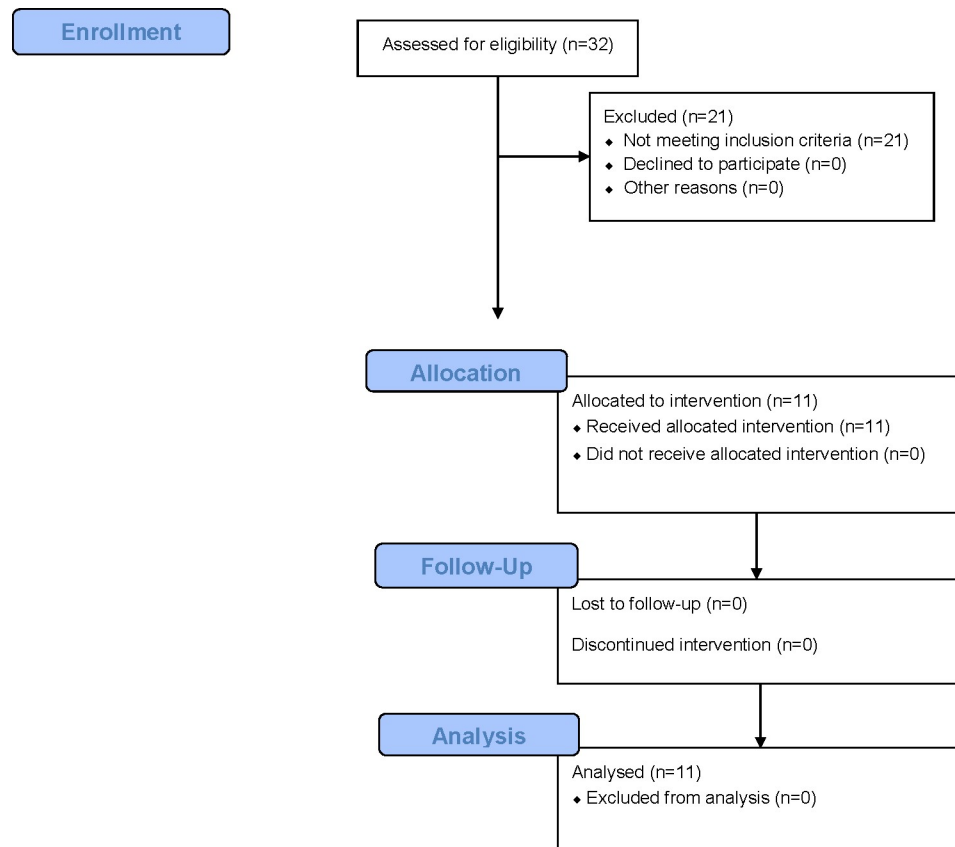 Enrollment
Assessed for eligibility (n=32)
Excluded (n=21)
⬥ Not meeting inclusion criteria (n=21)
⬥ Declined to participate (n=0)
⬥ Other reasons (n=0)
Allocation
Allocated to intervention (n=11)
⬥ Received allocated intervention (n=11)
⬥ Did not receive allocated intervention (n=0)
Follow-Up
Lost to follow-up (n=0)
Discontinued intervention (n=0)
Analysis
Analysed (n=11)
⬥ Excluded from analysis (n=0)